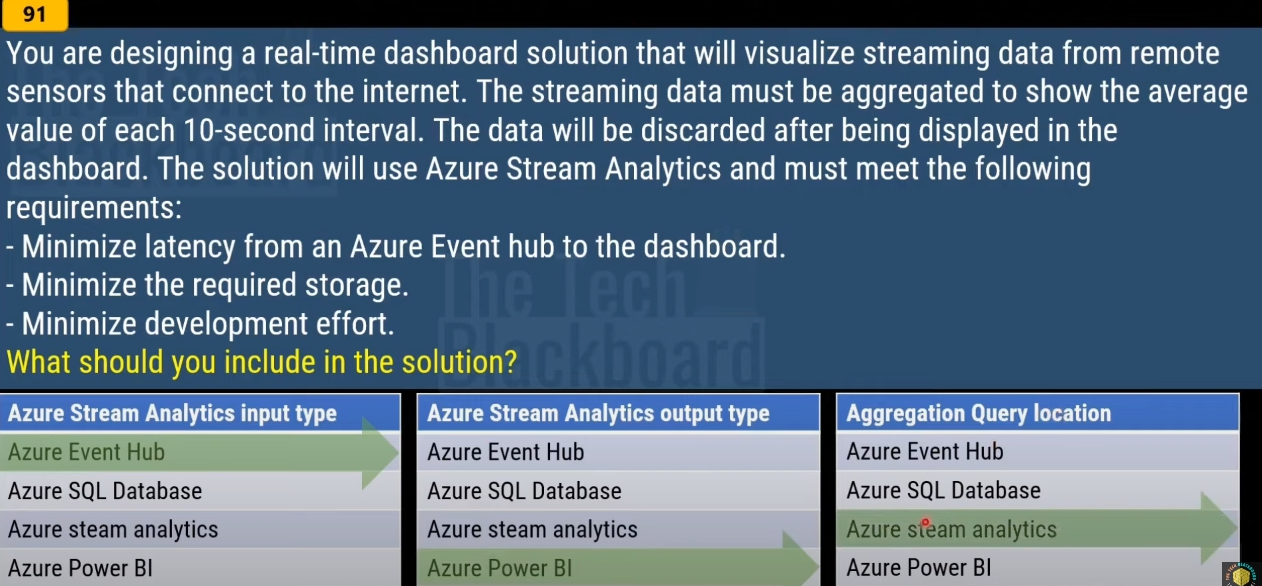 91
You are designing a real-time dashboard solution that will visualize streaming data from remote
sensors that connect to the internet. The streaming data must be aggregated to show the average
value of each 10-second interval. The data will be discarded after being displayed in the
dashboard. The solution will use Azure Stream Analytics and must meet the following
requirements:
- Minimize latency from an Azure Event hub to the dashboard.
- Minimize the required storage.
- Minimize development effort.
What should you include in the solution?
The Tech
Blackboard
Azure Stream Analytics input type
Azure Event Hub
Azure SQL Database
Azure steam analytics
Azure Power BI
Azure Stream Analytics output type
Azure Event Hub
Azure SQL Database
Azure steam analytics
Azure Power BI
Aggregation Query location
Azure Event Hub
Azure SQL Database
Azure steam analytics
Azure Power BI